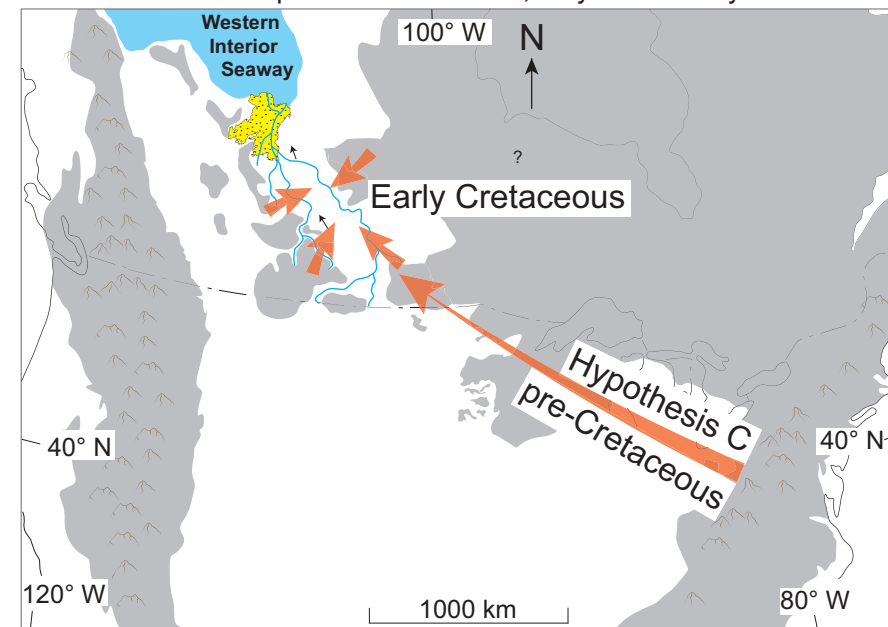 Western
Interior
Seaway
100° W
N
?
Early Cretaceous
Hypothesis C
pre-Cretaceous
40° N
40° N
120° W
1000 km
80° W